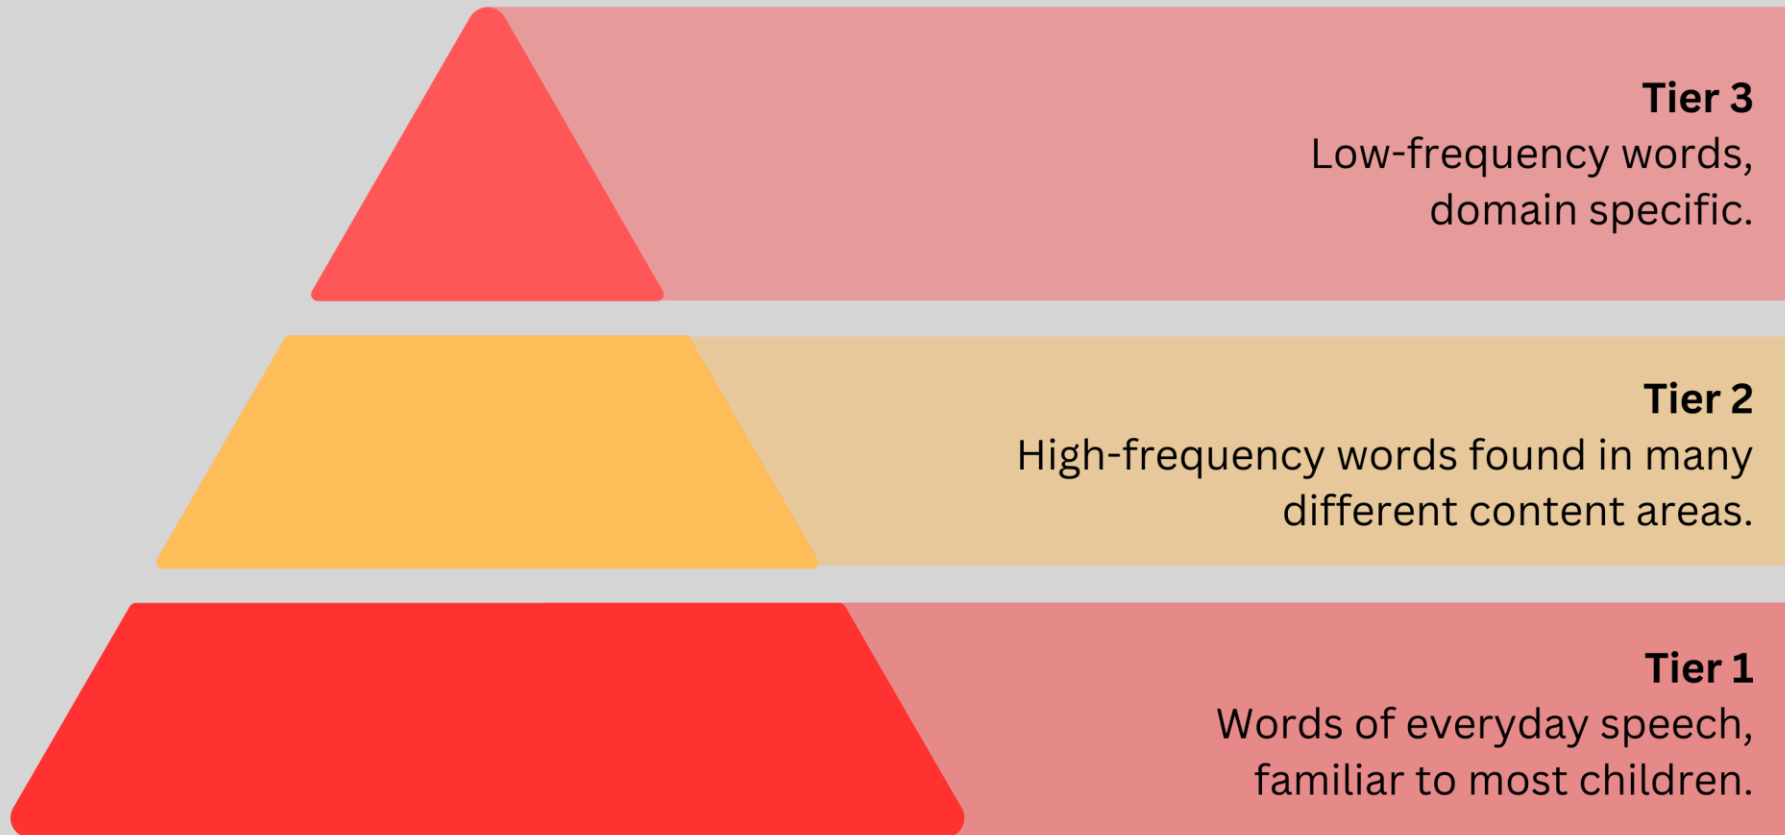 Tier 3
Low-frequency words,
domain specific.
Tier 2
High-frequency words found in many
different content areas.
Tier 1
Words of everyday speech,
familiar to most children.